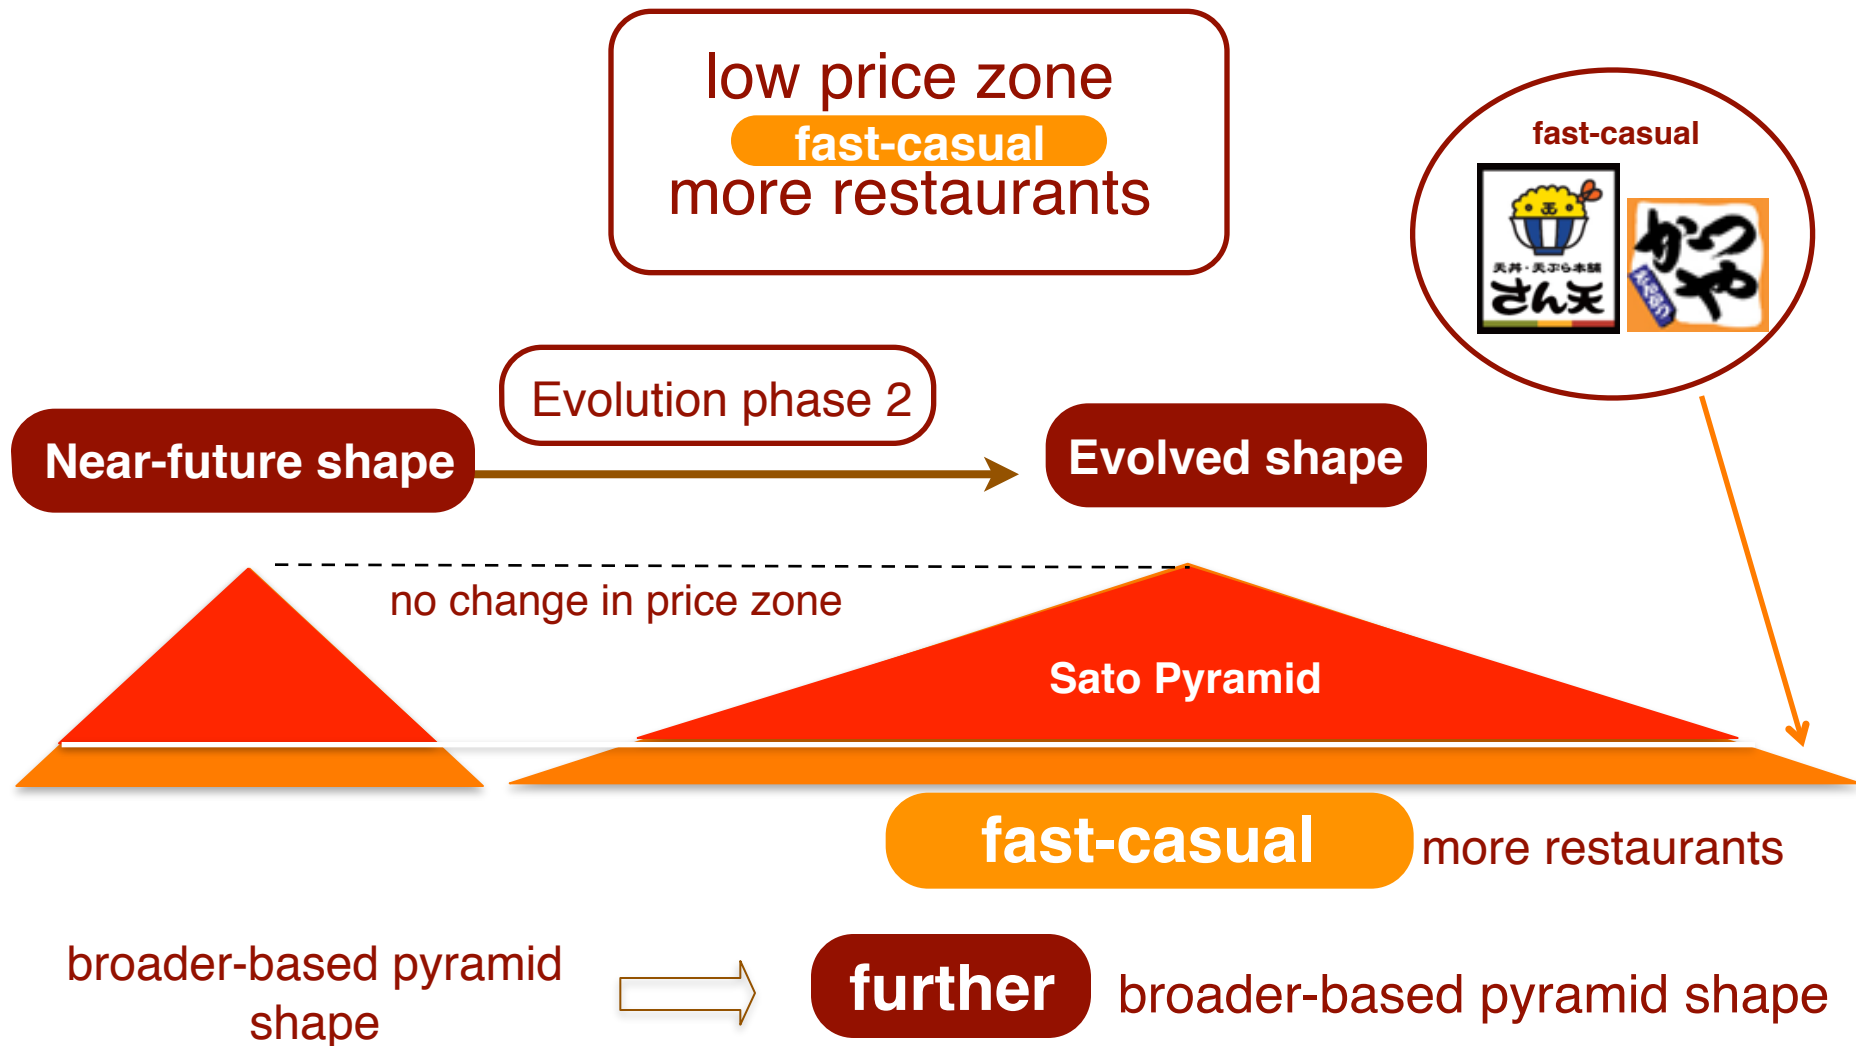 low price zone
fast-casual
more restaurants
fast-casual
天丼・天ぷら本舗
さん天
かつや
Evolution phase 2
Near-future shape
Evolved shape
no change in price zone
Sato Pyramid
fast-casual
more restaurants
broader-based pyramid
shape
further
broader-based pyramid shape